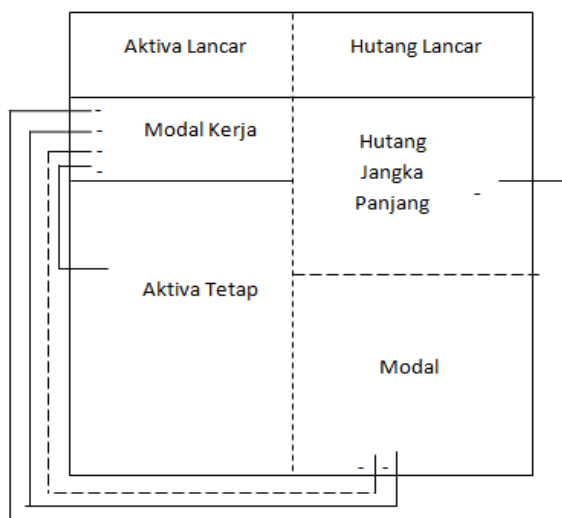 Aktiva Lancar
Hutang Lancar
-
-
-
-
Modal Kerja
Hutang
Jangka
Panjang
-
Aktiva Tetap
Modal
- -